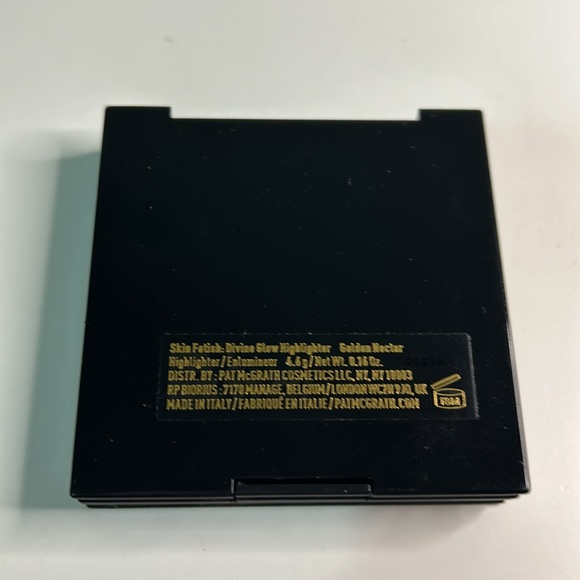 Skin Fetish: Divine Glow Highlighter Golden Nectar
Highlighter / Enlumineur 4.6 g / Net Wt. 0.16 Oz.
DISTR. BY : PAT McGRATH COSMETICS LLC, NY, NY 10003
RP BIORIUS : 7170 MANAGE, BELGIUM / LONDON WC2H 9JQ, UK
MADE IN ITALY / FABRIQUÉ EN ITALIE / PATMCGRATH.COM